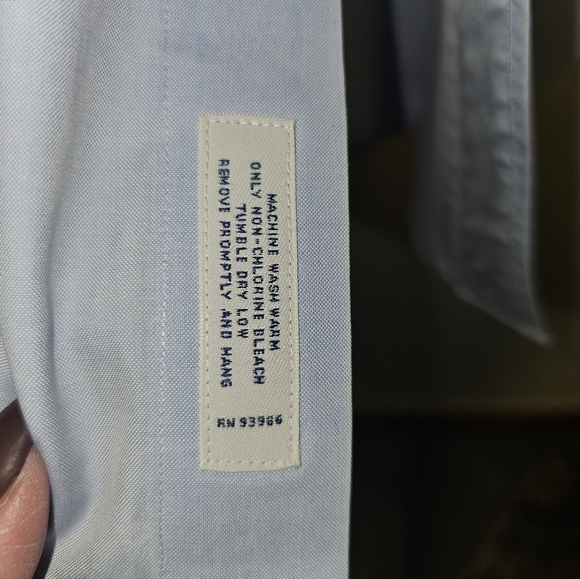 MACHINE WASH WARM
ONLY NON-CHLORINE BLEACH
TUMBLE DRY LOW
REMOVE PROMPTLY AND HANG
RN 93986